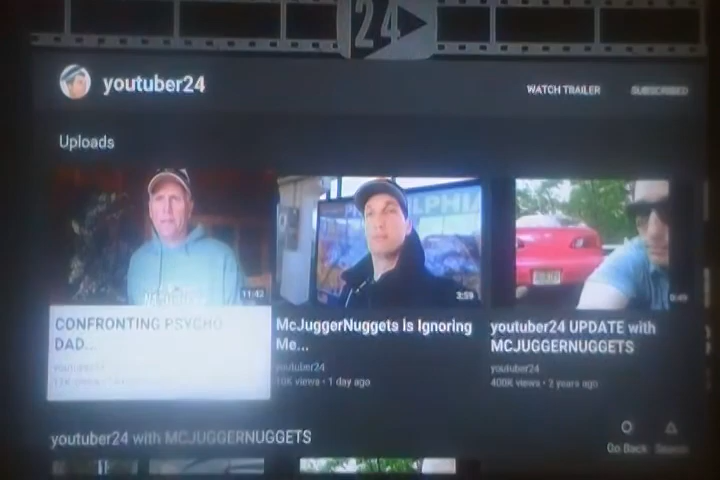 24
youtuber24
WATCH TRAILER
SUBSCRIBED
Uploads
11:42
3:59
CONFRONTING PSYCHO
DAD...
McJuggerNuggets is Ignoring
Me...
youtuber24
10K views • 1 day ago
youtuber24 UPDATE with
MCJUGGERNUGGETS
youtuber24
400K views • 2 years ago
youtuber24 with MCJUGGERNUGGETS
Go Back
Search